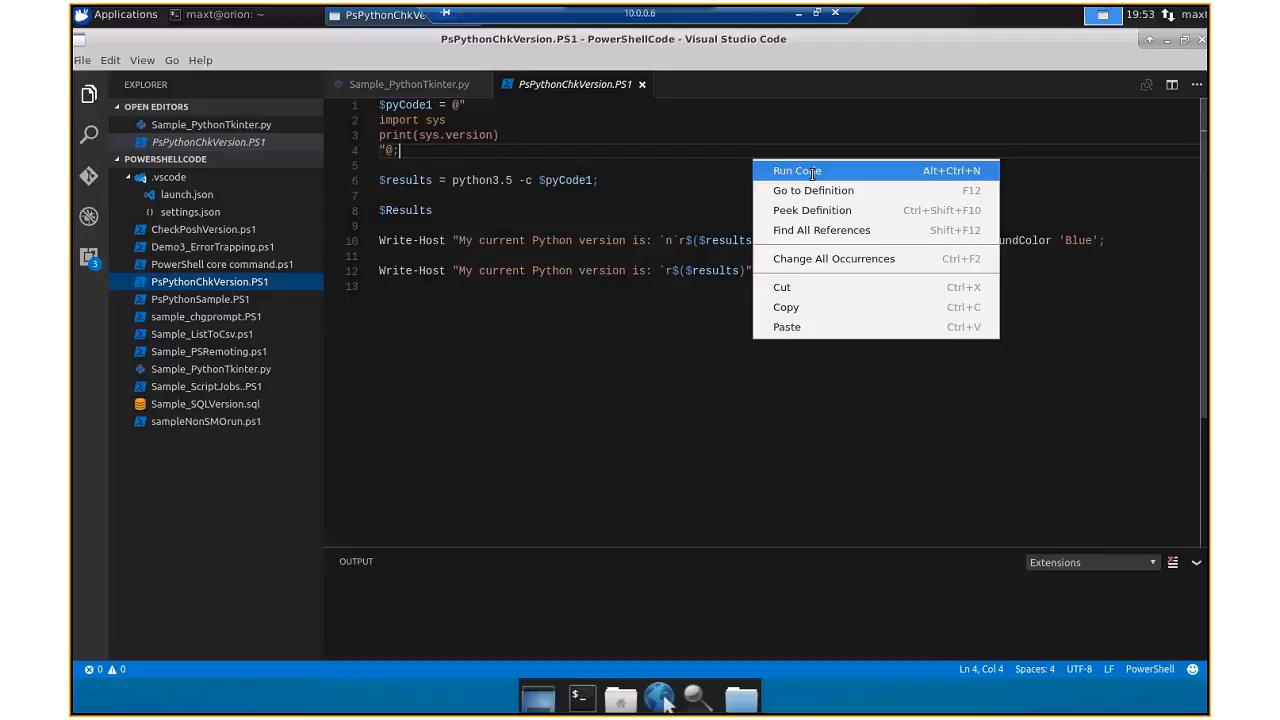 Applications
maxt@orion: ~
PsPythonChkVe
10.0.0.6
19:53
maxt
PsPythonChkVersion.PS1 - PowerShellCode - Visual Studio Code
File Edit View Go Help
EXPLORER
Sample_PythonTkinter.py
PsPythonChkVersion.PS1
OPEN EDITORS
Sample_PythonTkinter.py
PsPythonChkVersion.PS1
POWERSHELLCODE
.vscode
launch.json
settings.json
CheckPoshVersion.ps1
Demo3_ErrorTrapping.ps1
PowerShell core command.ps1
PsPythonChkVersion.PS1
PsPythonSample.PS1
sample_chgprompt.PS1
Sample_ListToCsv.ps1
Sample_PSRemoting.ps1
Sample_PythonTkinter.py
Sample_ScriptJobs..PS1
Sample_SQLVersion.sql
sampleNonSMOrun.ps1
3
1 $pyCode1 = @"
2 import sys
3 print(sys.version)
4 "@;
5
6 $results = python3.5 -c $pyCode1;
7
8 $Results
9
10 Write-Host "My current Python version is: `n`r$($results undColor 'Blue';
11
12 Write-Host "My current Python version is: `r$($results)"
13
Run Code Alt+Ctrl+N
Go to Definition F12
Peek Definition Ctrl+Shift+F10
Find All References Shift+F12
Change All Occurrences Ctrl+F2
Cut Ctrl+X
Copy Ctrl+C
Paste Ctrl+V
OUTPUT
Extensions
0 0
Ln 4, Col 4 Spaces: 4 UTF-8 LF PowerShell
$_